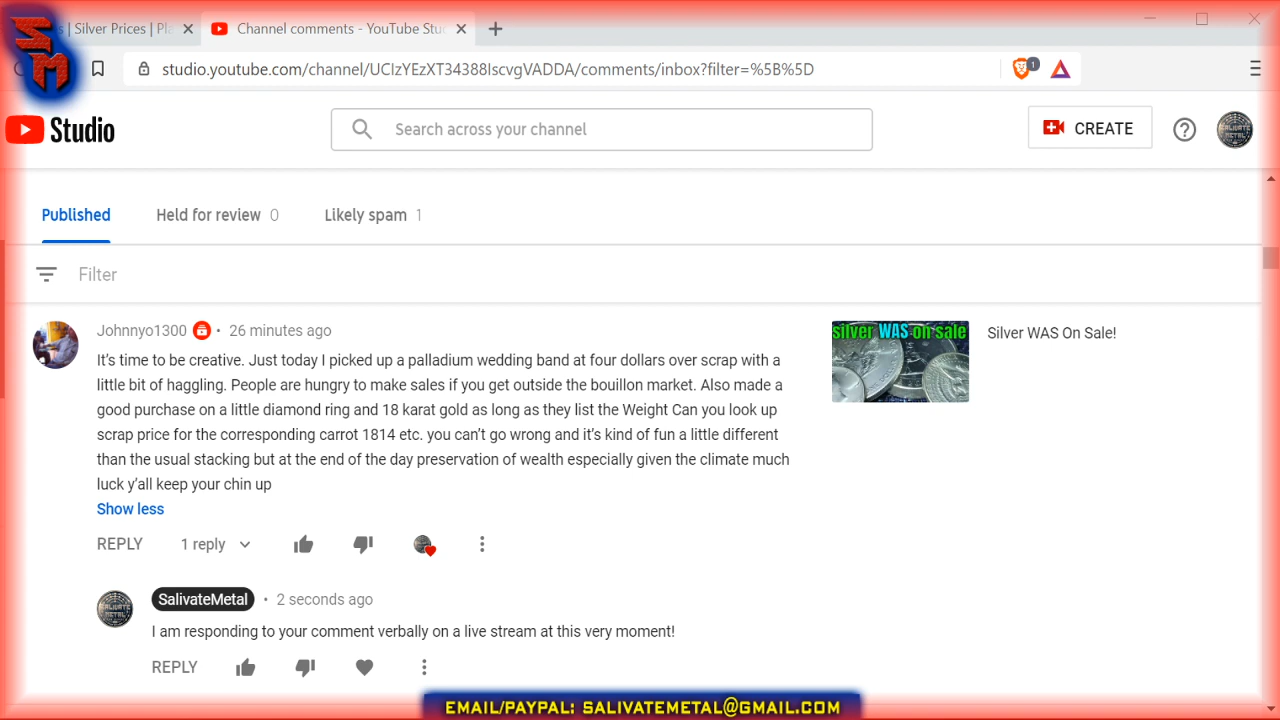 SM
s | Silver Prices | Pla
Channel comments - YouTube Stud
studio.youtube.com/channel/UCIzYEzXT34388IscvgVADDA/comments/inbox?filter=%5B%5D
1
Studio
Search across your channel
CREATE
Published
Held for review 0
Likely spam 1
Filter
Johnnyo1300 • 26 minutes ago
It's time to be creative. Just today I picked up a palladium wedding band at four dollars over scrap with a
little bit of haggling. People are hungry to make sales if you get outside the bouillon market. Also made a
good purchase on a little diamond ring and 18 karat gold as long as they list the Weight Can you look up
scrap price for the corresponding carrot 1814 etc. you can't go wrong and it's kind of fun a little different
than the usual stacking but at the end of the day preservation of wealth especially given the climate much
luck y'all keep your chin up
Show less
REPLY
1 reply
silver WAS on sale
Silver WAS On Sale!
SALIVATE
METAL
SalivateMetal • 2 seconds ago
I am responding to your comment verbally on a live stream at this very moment!
REPLY
EMAIL/PAYPAL: SALIVATEMETAL@GMAIL.COM